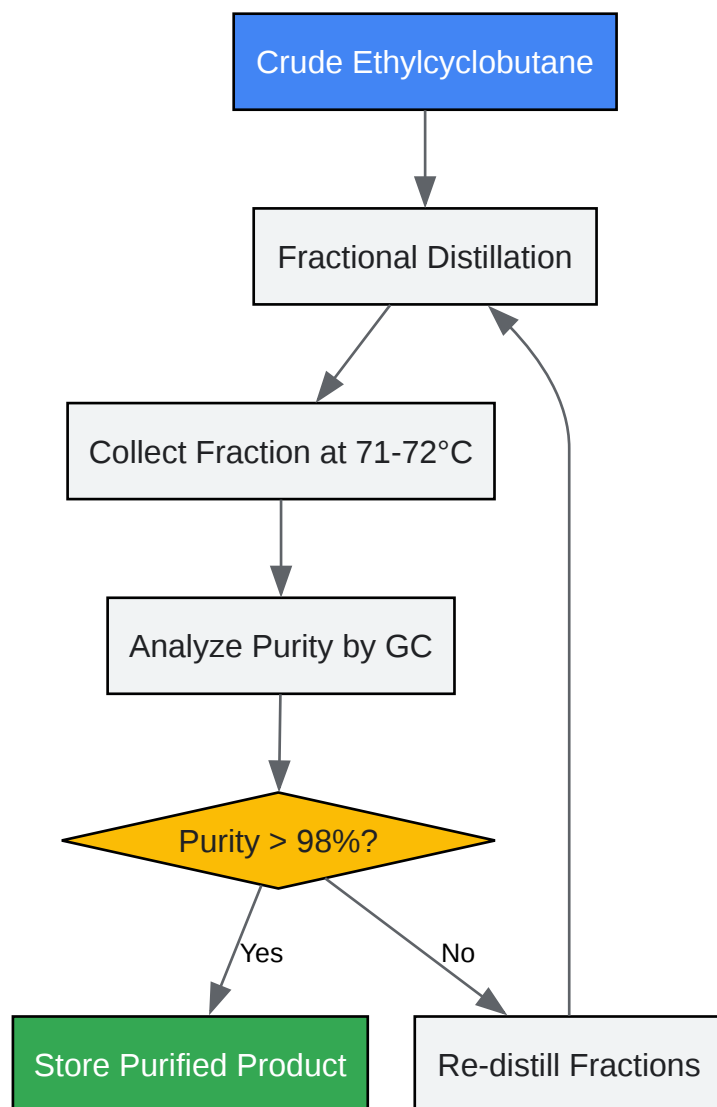 Crude Ethylcyclobutane
Fractional Distillation
Collect Fraction at 71-72°C
Analyze Purity by GC
Purity > 98%?
Yes
No
Store Purified Product
Re-distill Fractions